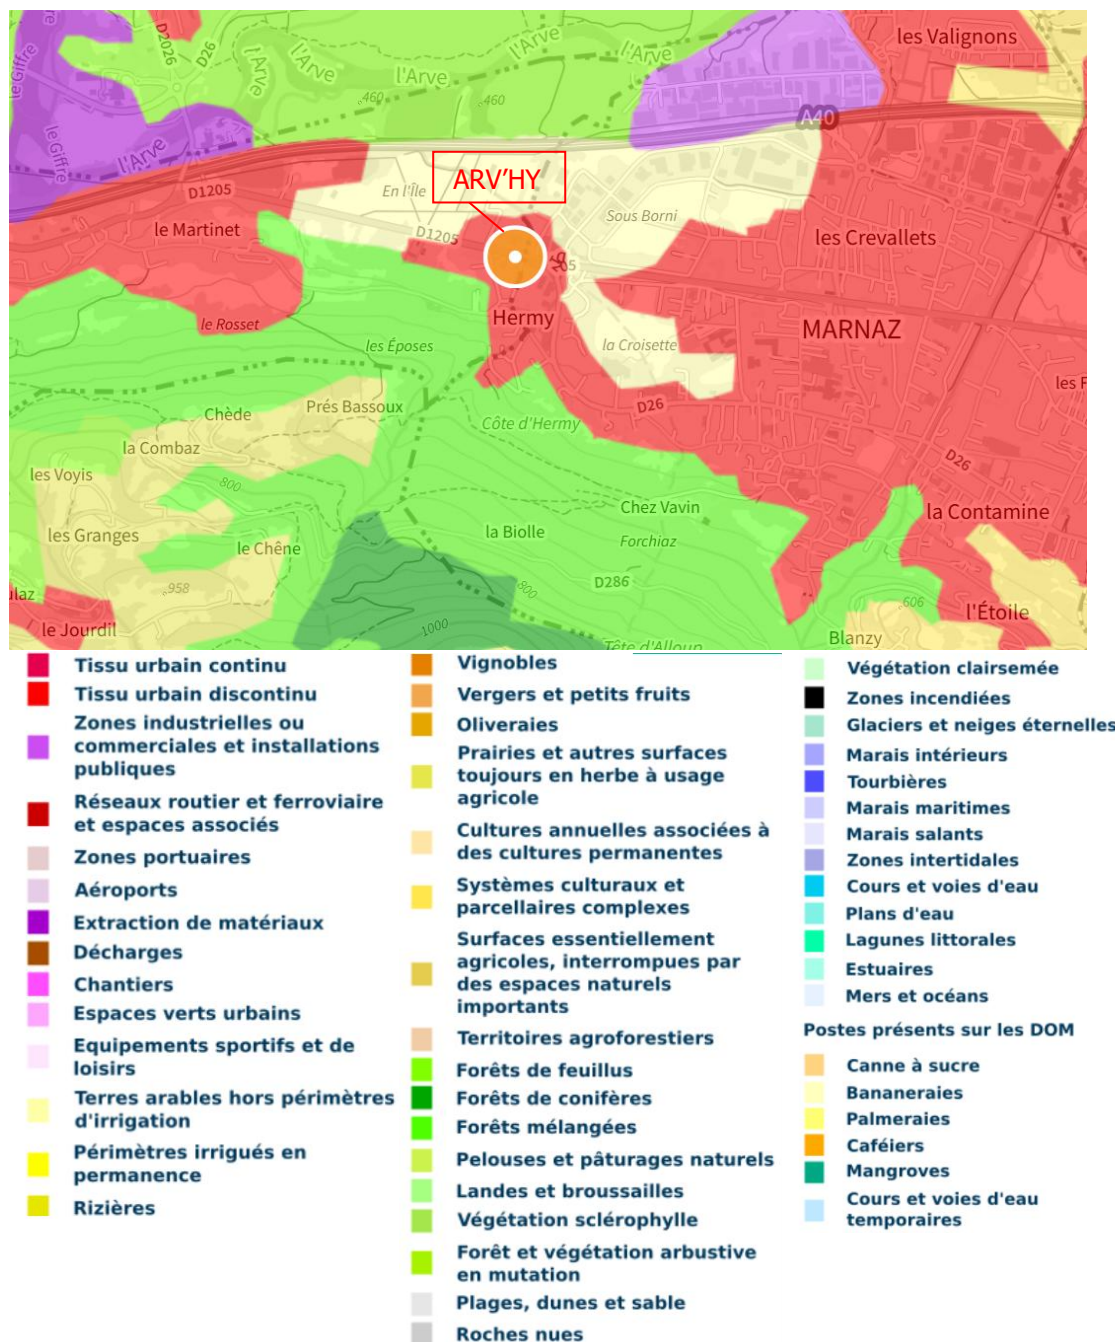 les Valignons
D2026
D26
l'Arve
l'Arve
l'Arve
l'Arve
l'Arve
le Giffre
460
460
A40
le Giffre
l'Arve
ARV'HY
En l'Île
D1205
Sous Borni
le Martinet
D1205
les Crevallets
205
le Rosset
Hermy
MARNAZ
les Époses
la Croisette
les F
Chède
Prés Bassoux
D26
Côte d'Hermy
la Combaz
D26
les Voyis
800
Chez Vavin
la Contamine
les Granges
la Biolle
Forchiaz
le Chêne
958
800
D286
ulaz
606
l'Étoile
le Jourdil
1000
Blanzy
Tête d'Alloup
Tissu urbain continu
Tissu urbain discontinu
Zones industrielles ou
commerciales et installations
publiques
Réseaux routier et ferroviaire
et espaces associés
Zones portuaires
Aéroports
Extraction de matériaux
Décharges
Chantiers
Espaces verts urbains
Equipements sportifs et de
loisirs
Terres arables hors périmètres
d'irrigation
Périmètres irrigués en
permanence
Rizières
Vignobles
Vergers et petits fruits
Oliveraies
Prairies et autres surfaces
toujours en herbe à usage
agricole
Cultures annuelles associées à
des cultures permanentes
Systèmes culturaux et
parcellaires complexes
Surfaces essentiellement
agricoles, interrompues par
des espaces naturels
importants
Territoires agroforestiers
Forêts de feuillus
Forêts de conifères
Forêts mélangées
Pelouses et pâturages naturels
Landes et broussailles
Végétation sclérophylle
Forêt et végétation arbustive
en mutation
Plages, dunes et sable
Roches nues
Végétation clairsemée
Zones incendiées
Glaciers et neiges éternelles
Marais intérieurs
Tourbières
Marais maritimes
Marais salants
Zones intertidales
Cours et voies d'eau
Plans d'eau
Lagunes littorales
Estuaires
Mers et océans
Postes présents sur les DOM
Canne à sucre
Bananeraies
Palmeraies
Caféiers
Mangroves
Cours et voies d'eau
temporaires